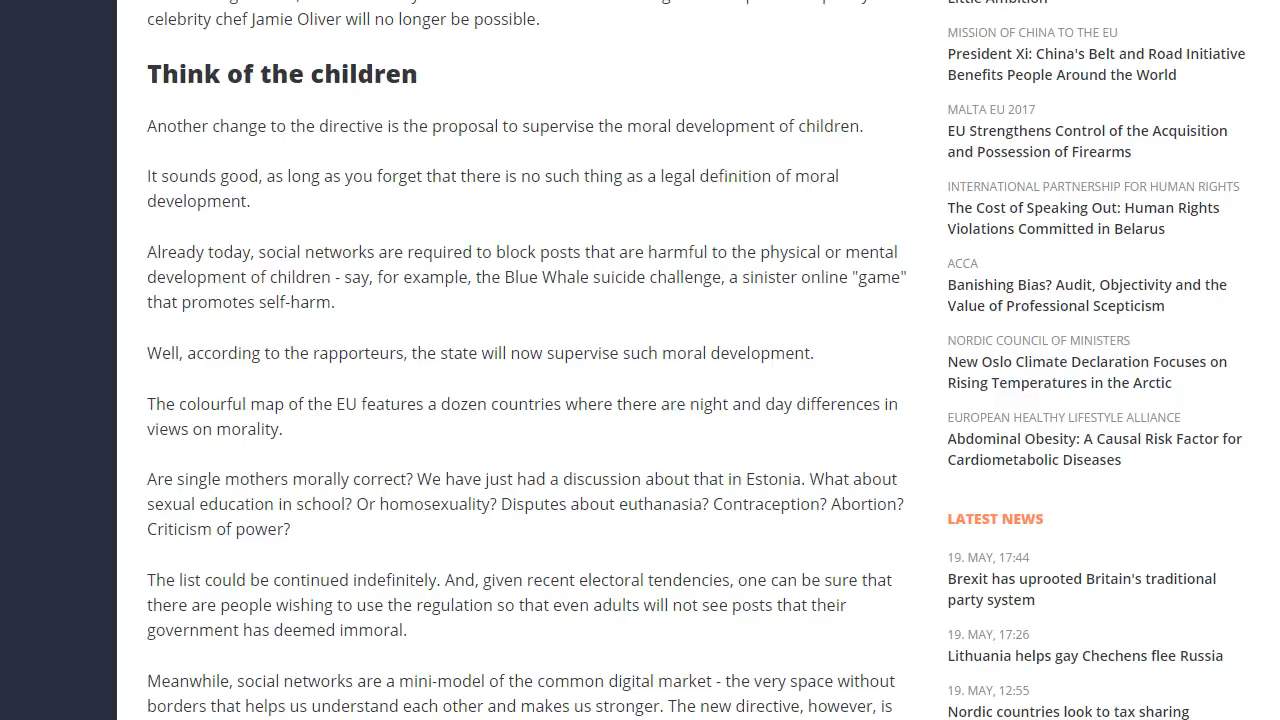 celebrity chef Jamie Oliver will no longer be possible.
Think of the children
Another change to the directive is the proposal to supervise the moral development of children.
It sounds good, as long as you forget that there is no such thing as a legal definition of moral
development.
Already today, social networks are required to block posts that are harmful to the physical or mental
development of children - say, for example, the Blue Whale suicide challenge, a sinister online "game"
that promotes self-harm.
Well, according to the rapporteurs, the state will now supervise such moral development.
The colourful map of the EU features a dozen countries where there are night and day differences in
views on morality.
Are single mothers morally correct? We have just had a discussion about that in Estonia. What about
sexual education in school? Or homosexuality? Disputes about euthanasia? Contraception? Abortion?
Criticism of power?
The list could be continued indefinitely. And, given recent electoral tendencies, one can be sure that
there are people wishing to use the regulation so that even adults will not see posts that their
government has deemed immoral.
Meanwhile, social networks are a mini-model of the common digital market - the very space without
borders that helps us understand each other and makes us stronger. The new directive, however, is
Little Ambition
MISSION OF CHINA TO THE EU
President Xi: China's Belt and Road Initiative
Benefits People Around the World
MALTA EU 2017
EU Strengthens Control of the Acquisition
and Possession of Firearms
INTERNATIONAL PARTNERSHIP FOR HUMAN RIGHTS
The Cost of Speaking Out: Human Rights
Violations Committed in Belarus
ACCA
Banishing Bias? Audit, Objectivity and the
Value of Professional Scepticism
NORDIC COUNCIL OF MINISTERS
New Oslo Climate Declaration Focuses on
Rising Temperatures in the Arctic
EUROPEAN HEALTHY LIFESTYLE ALLIANCE
Abdominal Obesity: A Causal Risk Factor for
Cardiometabolic Diseases
LATEST NEWS
19. MAY, 17:44
Brexit has uprooted Britain's traditional
party system
19. MAY, 17:26
Lithuania helps gay Chechens flee Russia
19. MAY, 12:55
Nordic countries look to tax sharing